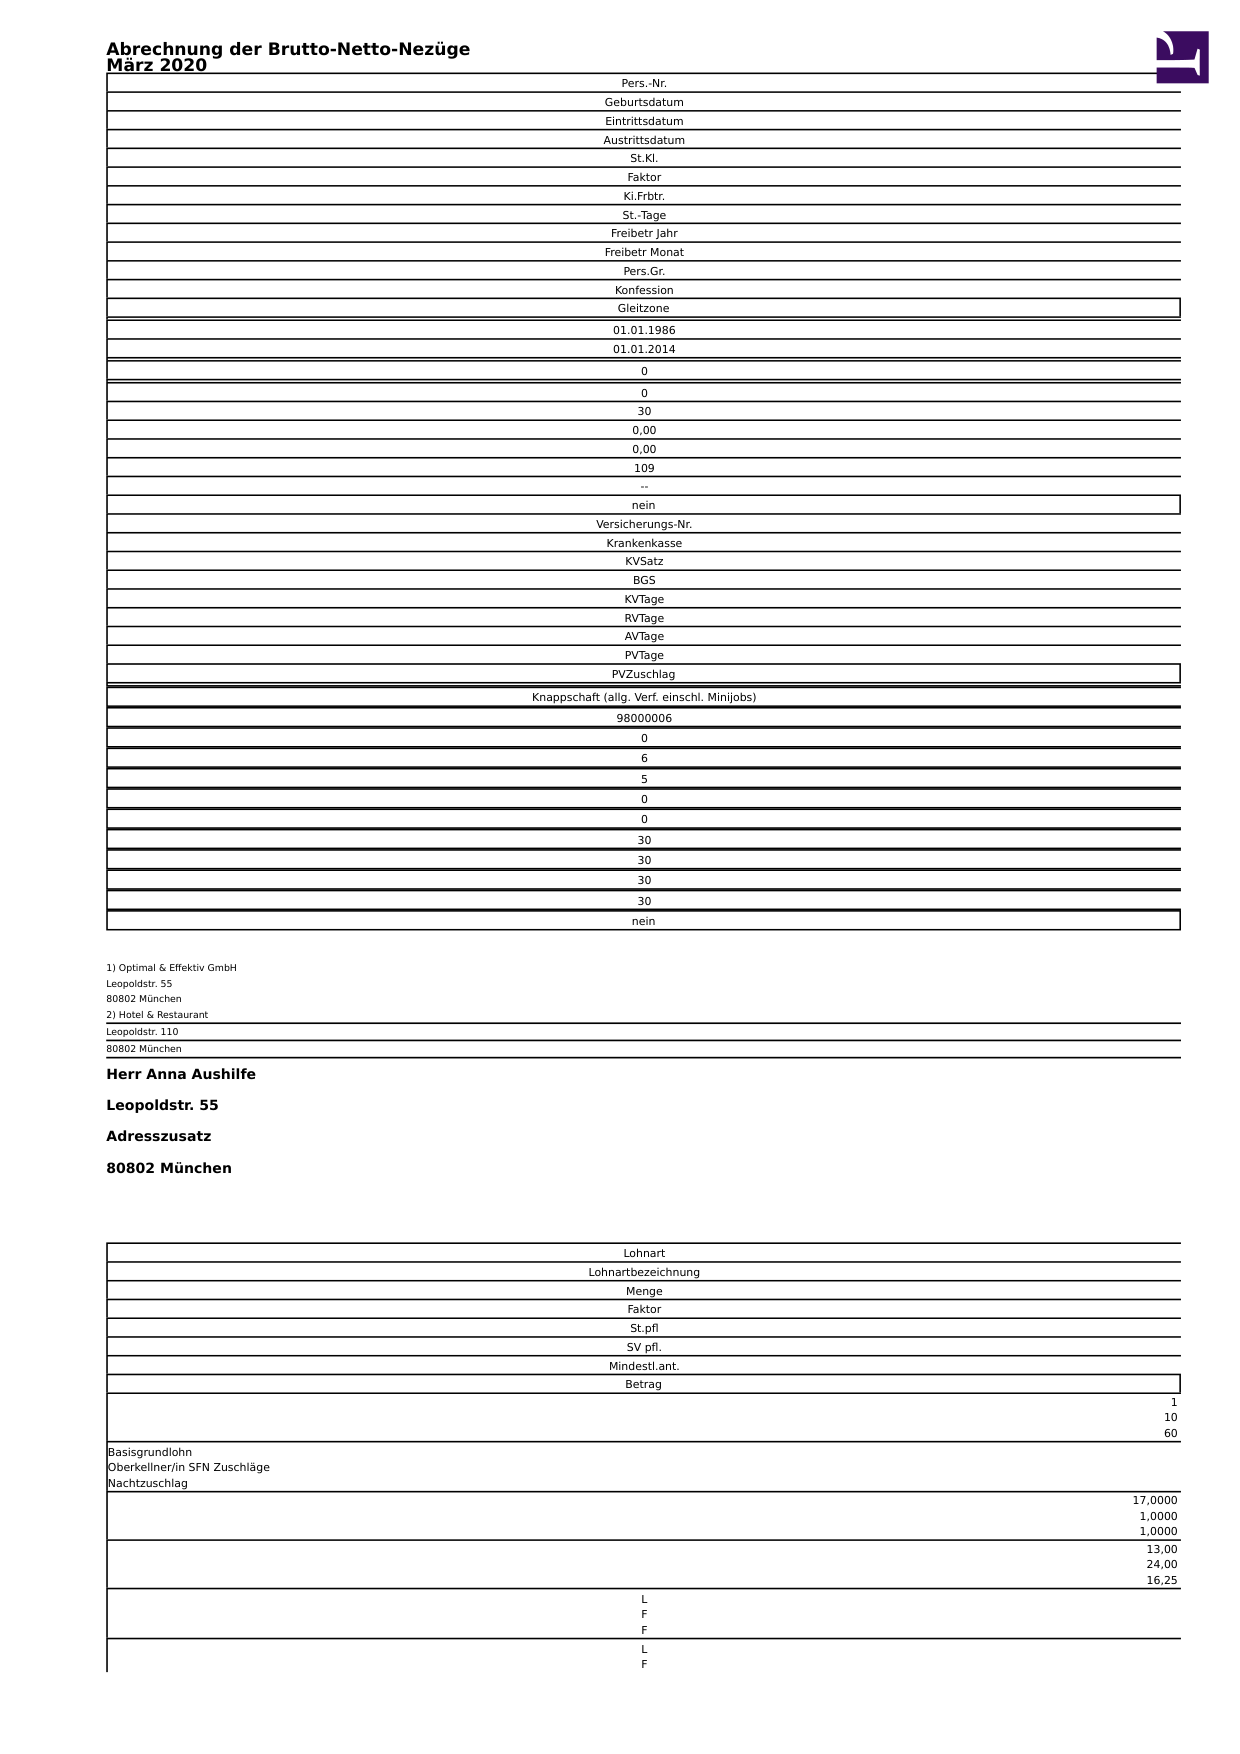 Abrechnung der Brutto-Netto-Nezüge
März 2020
Pers.-Nr.
Geburtsdatum
Eintrittsdatum
Austrittsdatum
St.Kl.
Faktor
Ki.Frbtr.
St.-Tage
Freibetr Jahr
Freibetr Monat
Pers.Gr.
Konfession
Gleitzone
01.01.1986
01.01.2014
0
0
30
0,00
0,00
109
--
nein
Versicherungs-Nr.
Krankenkasse
KVSatz
BGS
KVTage
RVTage
AVTage
PVTage
PVZuschlag
Knappschaft (allg. Verf. einschl. Minijobs)
98000006
0
6
5
0
0
30
30
30
30
nein
1) Optimal & Effektiv GmbH
Leopoldstr. 55
80802 München
2) Hotel & Restaurant
Leopoldstr. 110
80802 München
Herr Anna Aushilfe
Leopoldstr. 55
Adresszusatz
80802 München
Lohnart
Lohnartbezeichnung
Menge
Faktor
St.pfl
SV pfl.
Mindestl.ant.
Betrag
1
10
60
Basisgrundlohn
Oberkellner/in SFN Zuschläge
Nachtzuschlag
17,0000
1,0000
1,0000
13,00
24,00
16,25
L
F
F
L
F